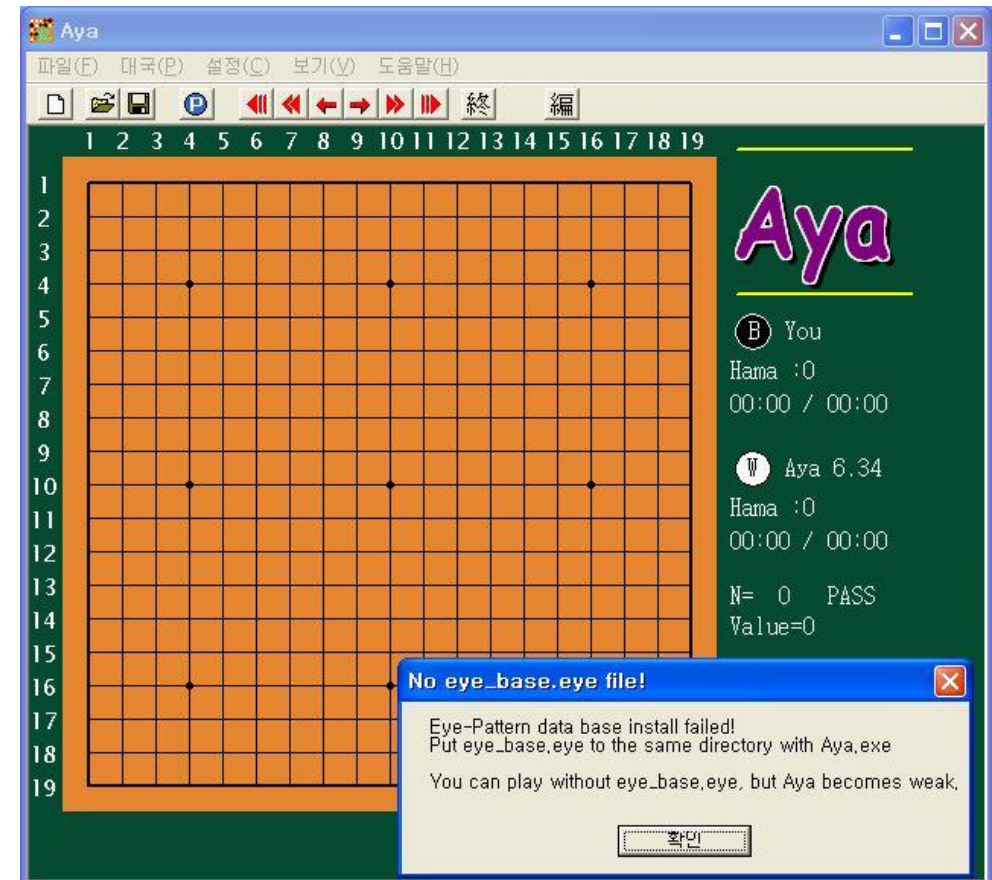 Aya
파일(F) 대국(P) 설정(C) 보기(V) 도움말(H)
P 終 編
1 2 3 4 5 6 7 8 9 10 11 12 13 14 15 16 17 18 19
1
2
3
4
5
6
7
8
9
10
11
12
13
14
15
16
17
18
19
Aya
B You
Hama :0
00:00 / 00:00
W Aya 6.34
Hama :0
00:00 / 00:00
N= 0 PASS
Value=0
No eye_base.eye file!
Eye-Pattern data base install failed!
Put eye_base,eye to the same directory with Aya,exe
You can play without eye_base,eye, but Aya becomes weak,
확인